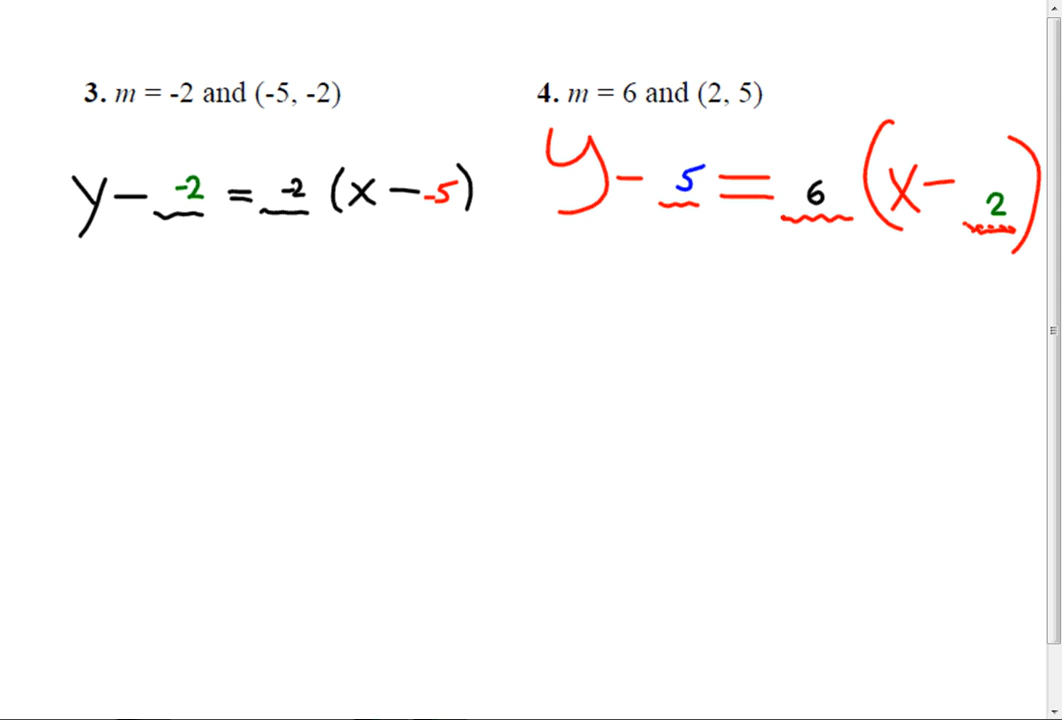 3. m = -2 and (-5, -2)
4. m = 6 and (2, 5)
y - -2 = -2 (x - -5)
y - 5 = 6 (x - 2)